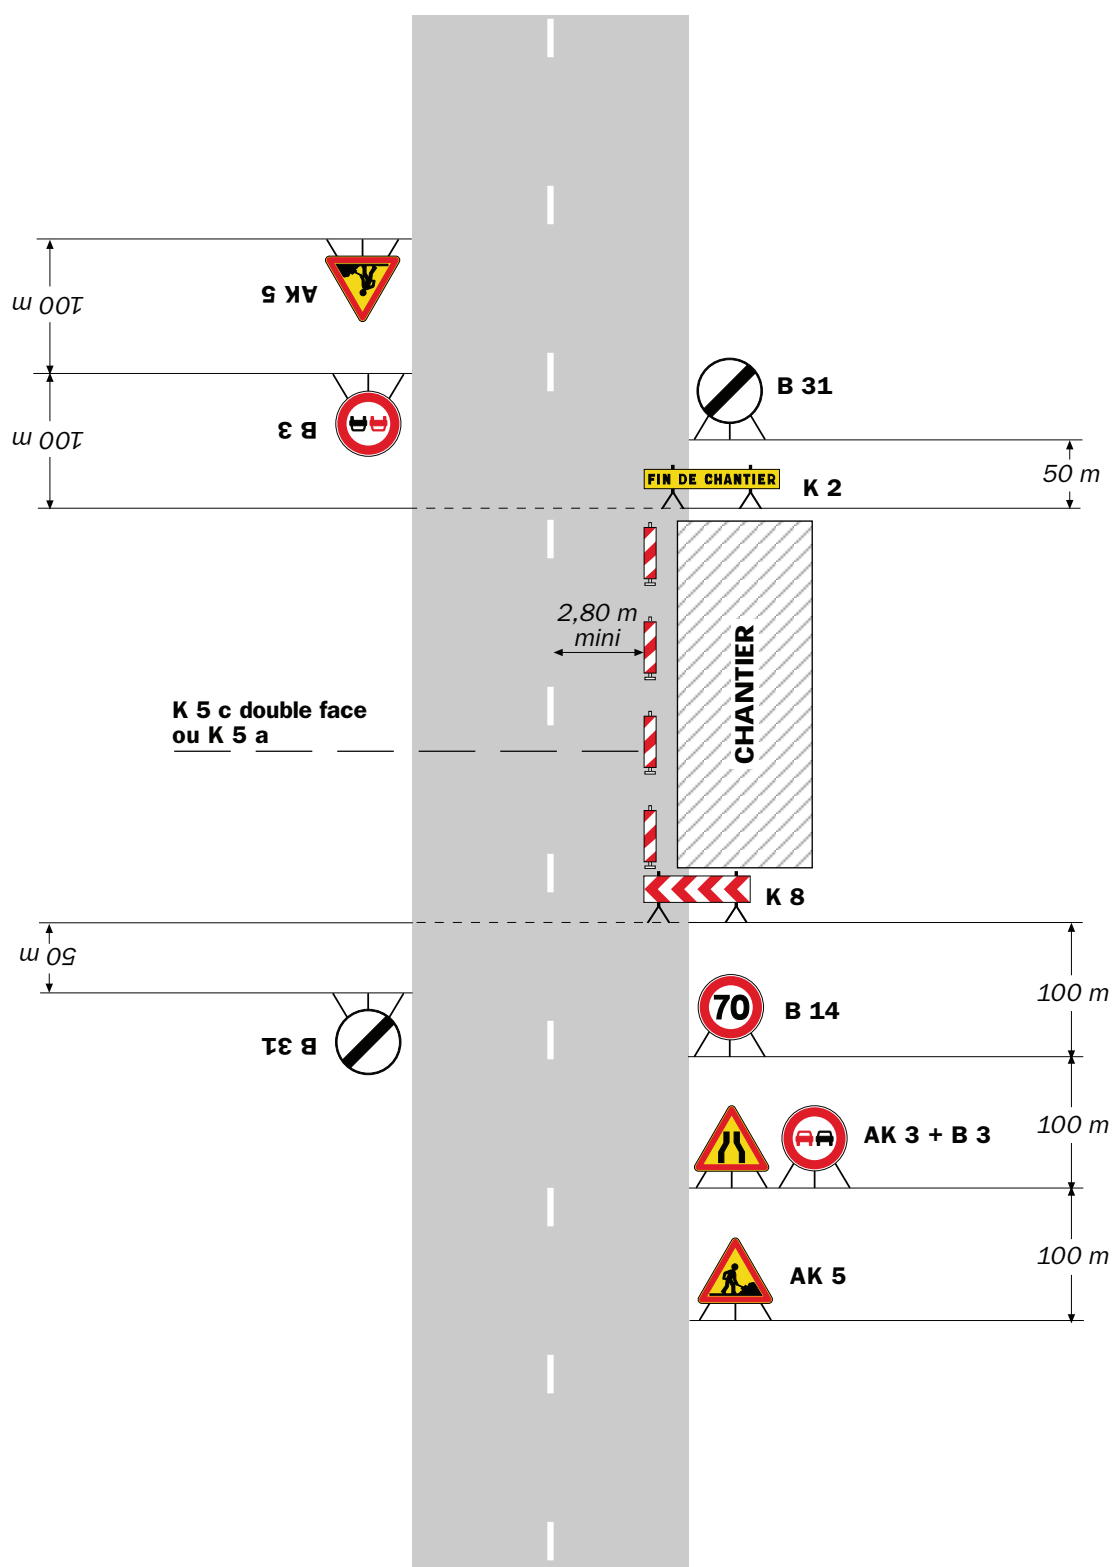 AK 5
100 m
B 3
100 m
B 31
50 m
FIN DE CHANTIER
K 2
2,80 m
mini
CHANTIER
K 5 c double face
ou K 5 a
K 8
50 m
B 31
70
B 14
100 m
AK 3 + B 3
100 m
AK 5
100 m